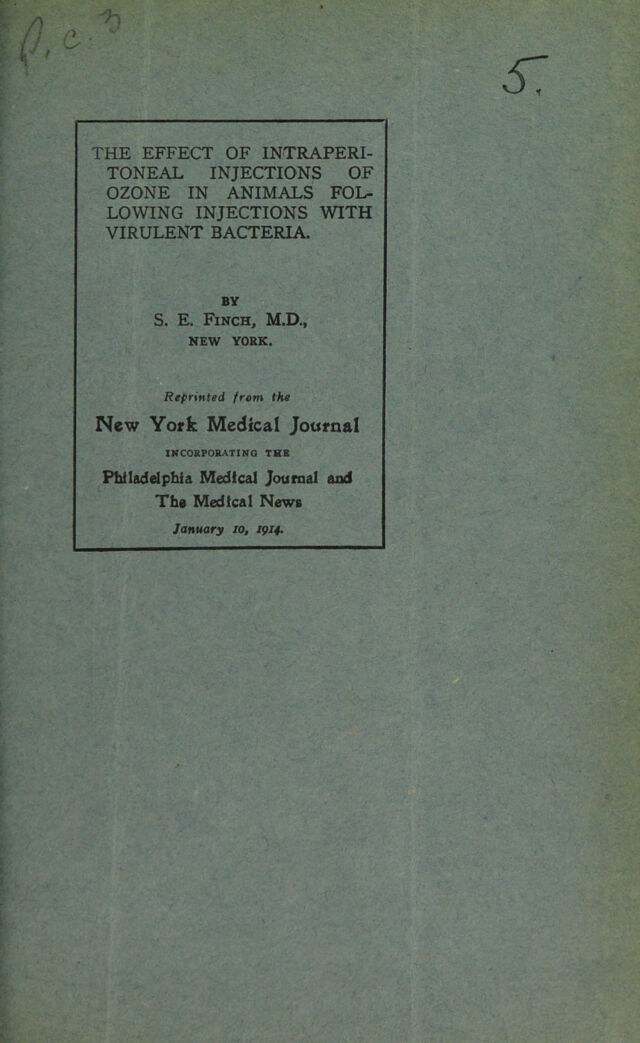 P. c. 3
5.
THE EFFECT OF INTRAPERI-
TONEAL INJECTIONS OF
OZONE IN ANIMALS FOL-
LOWING INJECTIONS WITH
VIRULENT BACTERIA.
BY
S. E. FINCH, M.D.,
NEW YORK.
Reprinted from the
New York Medical Journal
INCORPORATING THE
Philadelphia Medical Journal and
The Medical News
January 10, 1914.